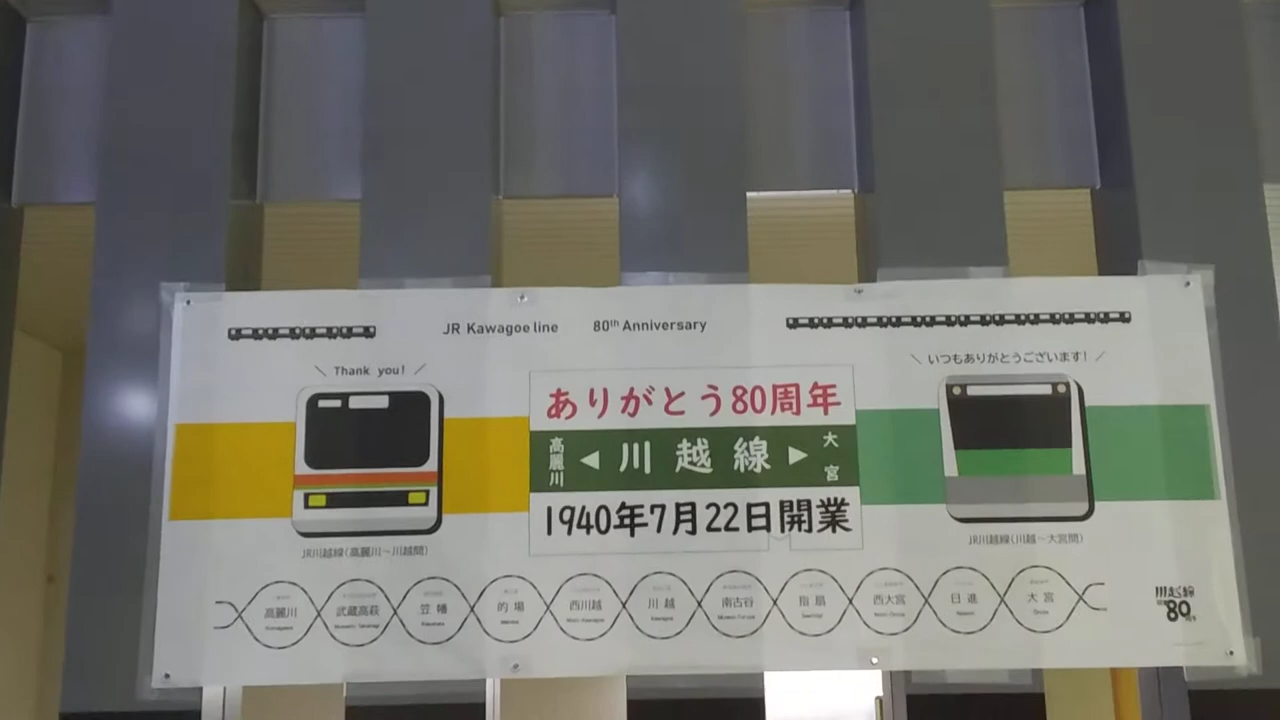 JR Kawagoe line 80th Anniversary
\ Thank you! /
\ いつもありがとうございます! /
ありがとう80周年
高麗川 ◀ 川越線 ▶ 大宮
1940年7月22日開業
JR川越線(高麗川~川越間)
JR川越線(川越~大宮間)
高麗川 武蔵高萩 笠幡 的場 西川越 川越 南古谷 指扇 西大宮 日進 大宮
川越線
80周年